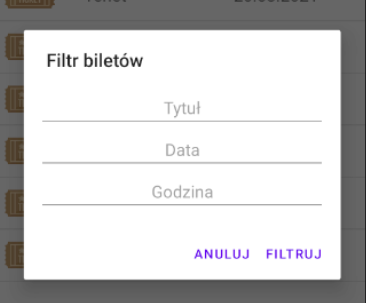 Filtr biletów
Tytuł
Data
Godzina
ANULUJ FILTRUJ